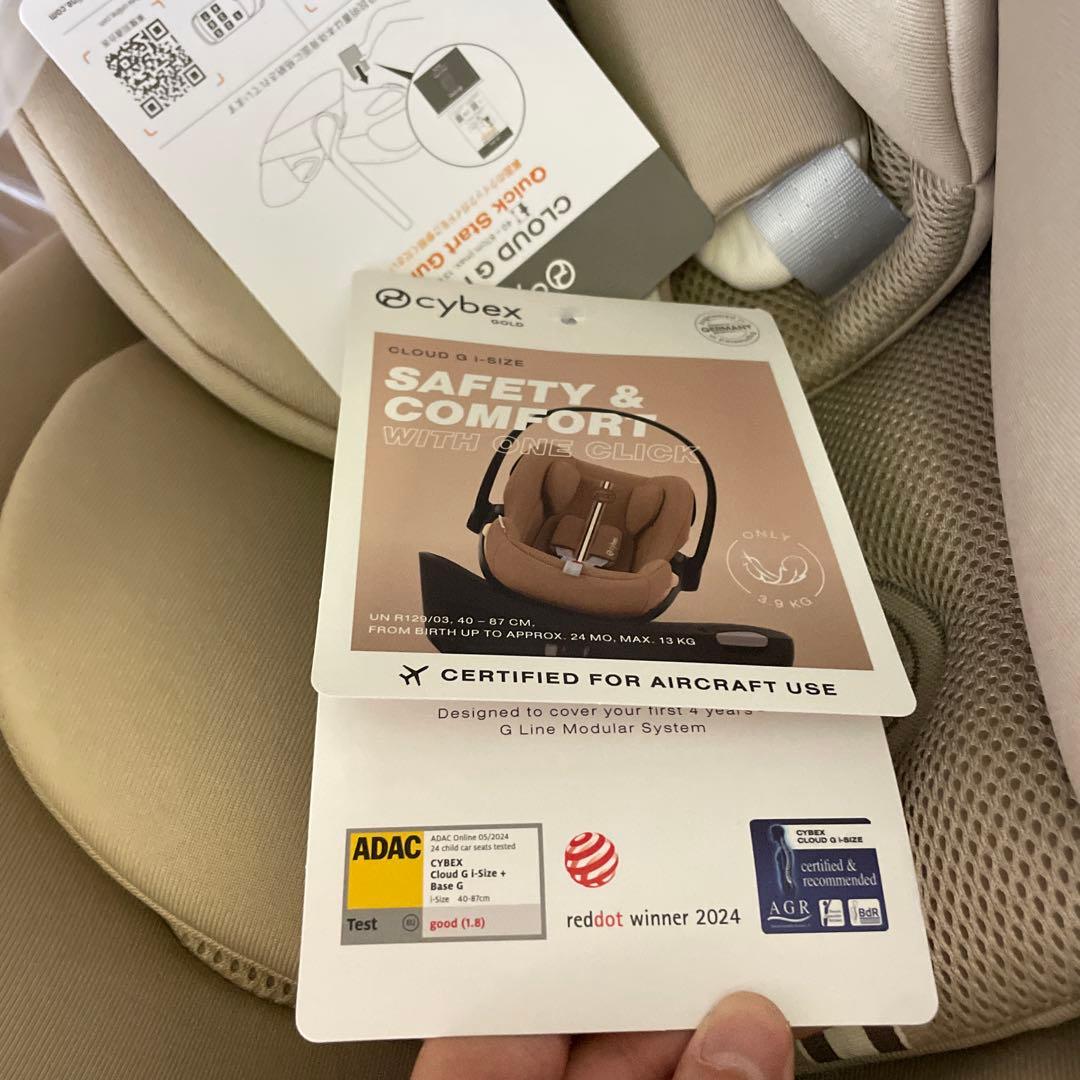 Quick Start Gui
CLOUD G i
cybex
GOLD
GERMANY
CLOUD G i-SIZE
SAFETY &
COMFORT
WITH ONE CLICK
ONLY
3.9 KG
UN R129/03, 40 – 87 CM,
FROM BIRTH UP TO APPROX. 24 MO, MAX. 13 KG
CERTIFIED FOR AIRCRAFT USE
Designed to cover your first 4 years
G Line Modular System
ADAC
ADAC Online 05/2024
24 child car seats tested
CYBEX
Cloud G i-Size +
Base G
i-Size 40-87cm
Test
good (1.8)
reddot winner 2024
CYBEX
CLOUD G i-SIZE
certified &
recommended
AGR
BdR